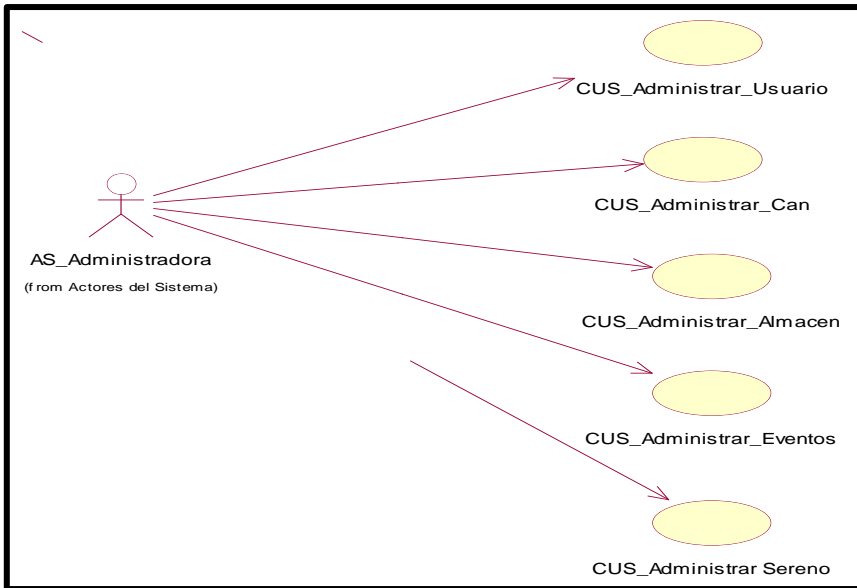 CUS_Administrar_Usuario
CUS_Administrar_Can
AS_Administradora
(from Actores del Sistema)
CUS_Administrar_Almacen
CUS_Administrar_Eventos
CUS_Administrar Sereno